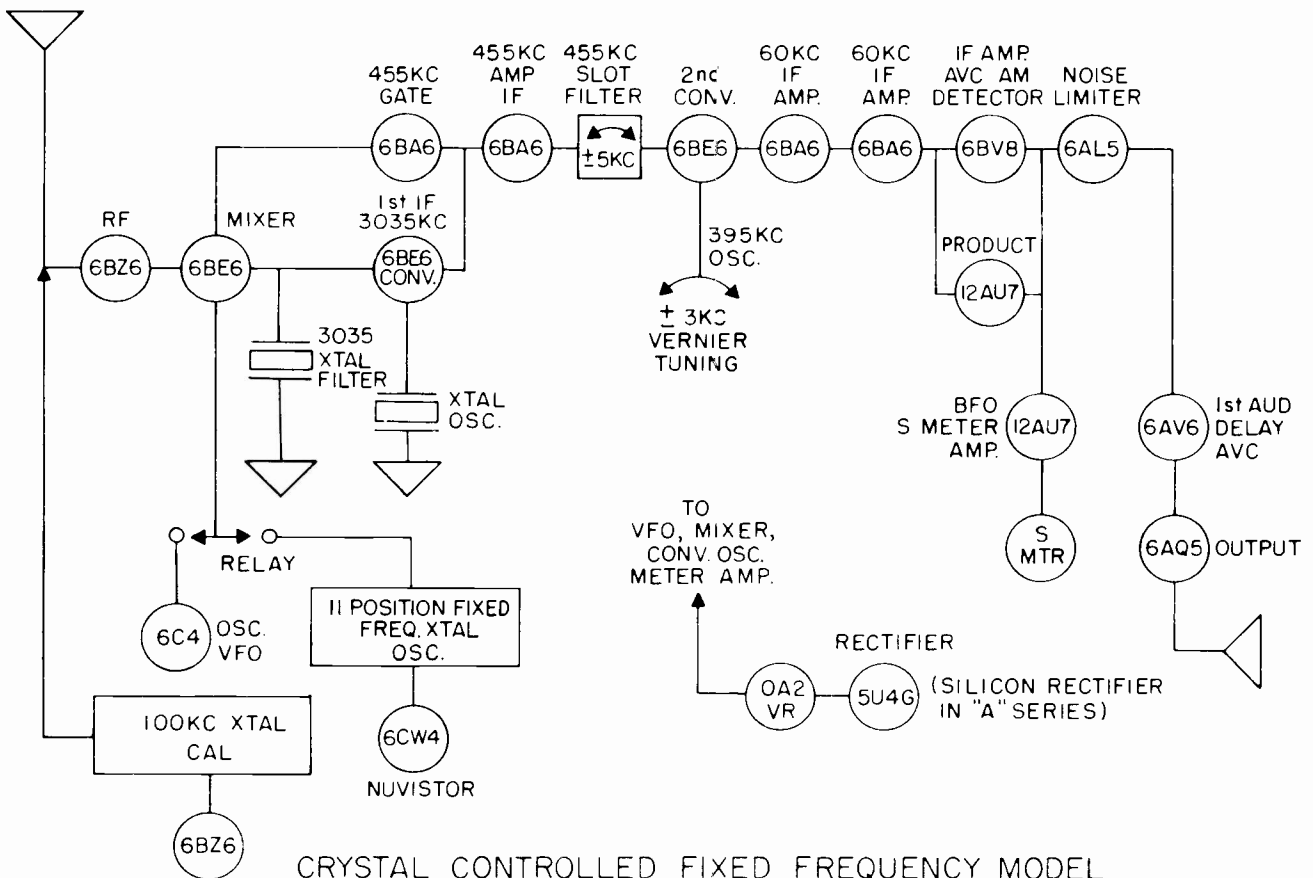 455KC
GATE
6BA6
455KC
AMP
IF
6BA6
455KC
SLOT
FILTER
±5KC
2nd
CONV.
6BE6
60KC
IF
AMP.
6BA6
60KC
IF
AMP.
6BA6
IF AMP.
AVC AM
DETECTOR
6BV8
NOISE
LIMITER
6AL5
RF
6BZ6
MIXER
6BE6
1st IF
3035KC
6BE6
CONV.
395KC
OSC.
± 3KC
VERNIER
TUNING
PRODUCT
12AU7
3035
XTAL
FILTER
XTAL
OSC.
BFO
S METER
AMP.
12AU7
1st AUD
DELAY
AVC
6AV6
S
MTR
6AQ5
OUTPUT
RELAY
6C4
OSC.
VFO
11 POSITION FIXED
FREQ. XTAL
OSC.
6CW4
NUVISTOR
TO
VFO, MIXER,
CONV. OSC.
METER AMP.
RECTIFIER
OA2
VR
5U4G
(SILICON RECTIFIER
IN "A" SERIES)
100KC XTAL
CAL
6BZ6
CRYSTAL CONTROLLED FIXED FREQUENCY MODEL